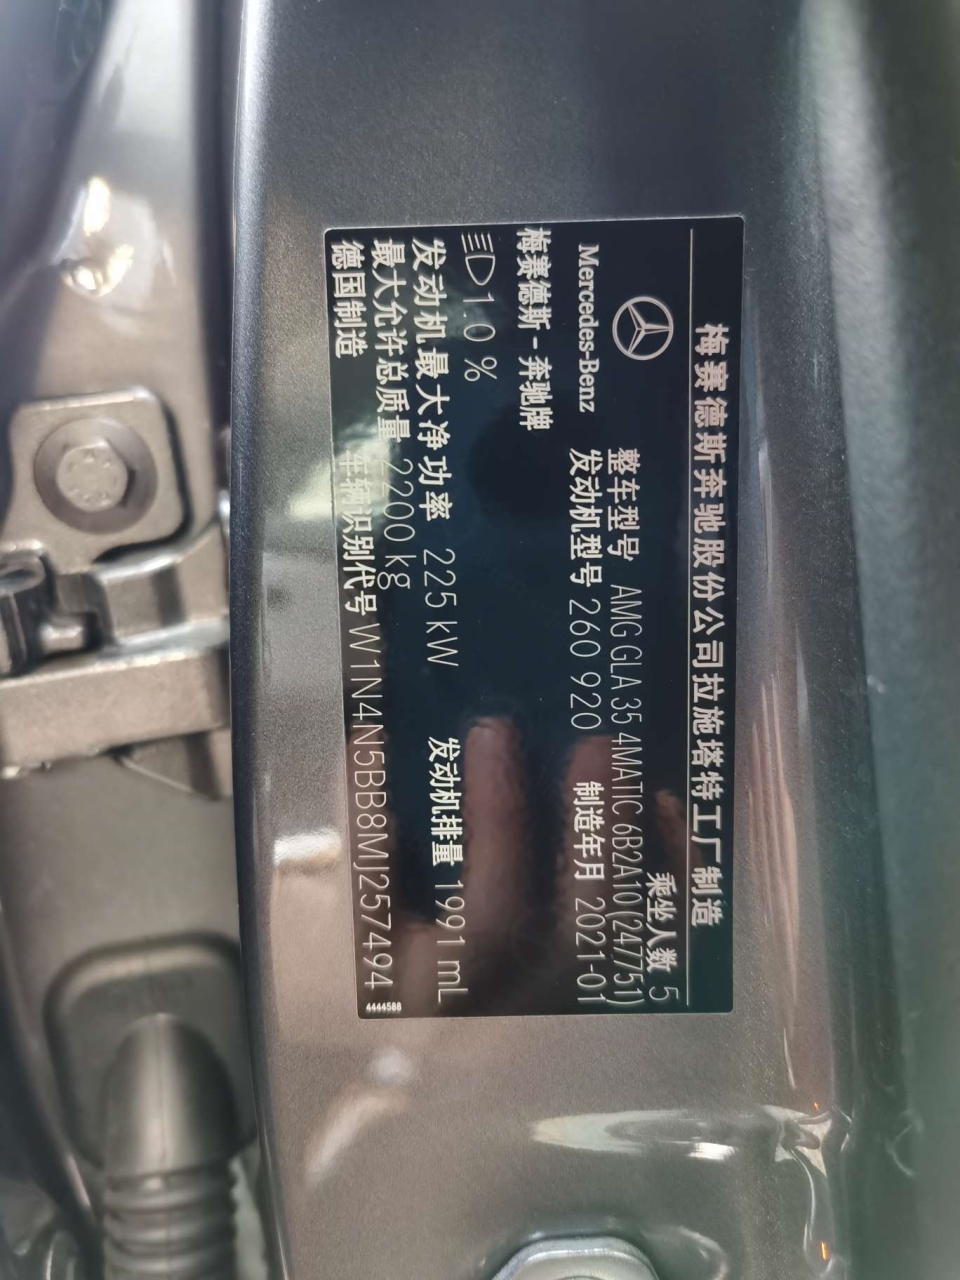 梅赛德斯奔驰股份公司拉施塔特工厂制造
乘坐人数 5
整车型号 AMG GLA 35 4MATIC 6B2A10(247751)
Mercedes-Benz
发动机型号 260 920 制造年月 2021-01
梅赛德斯-奔驰牌
1.0 %
发动机最大净功率 225 kW 发动机排量 1991 mL
最大允许总质量 2200 kg
德国制造
车辆识别代号 W1N4N5BB8MJ257494
4444588